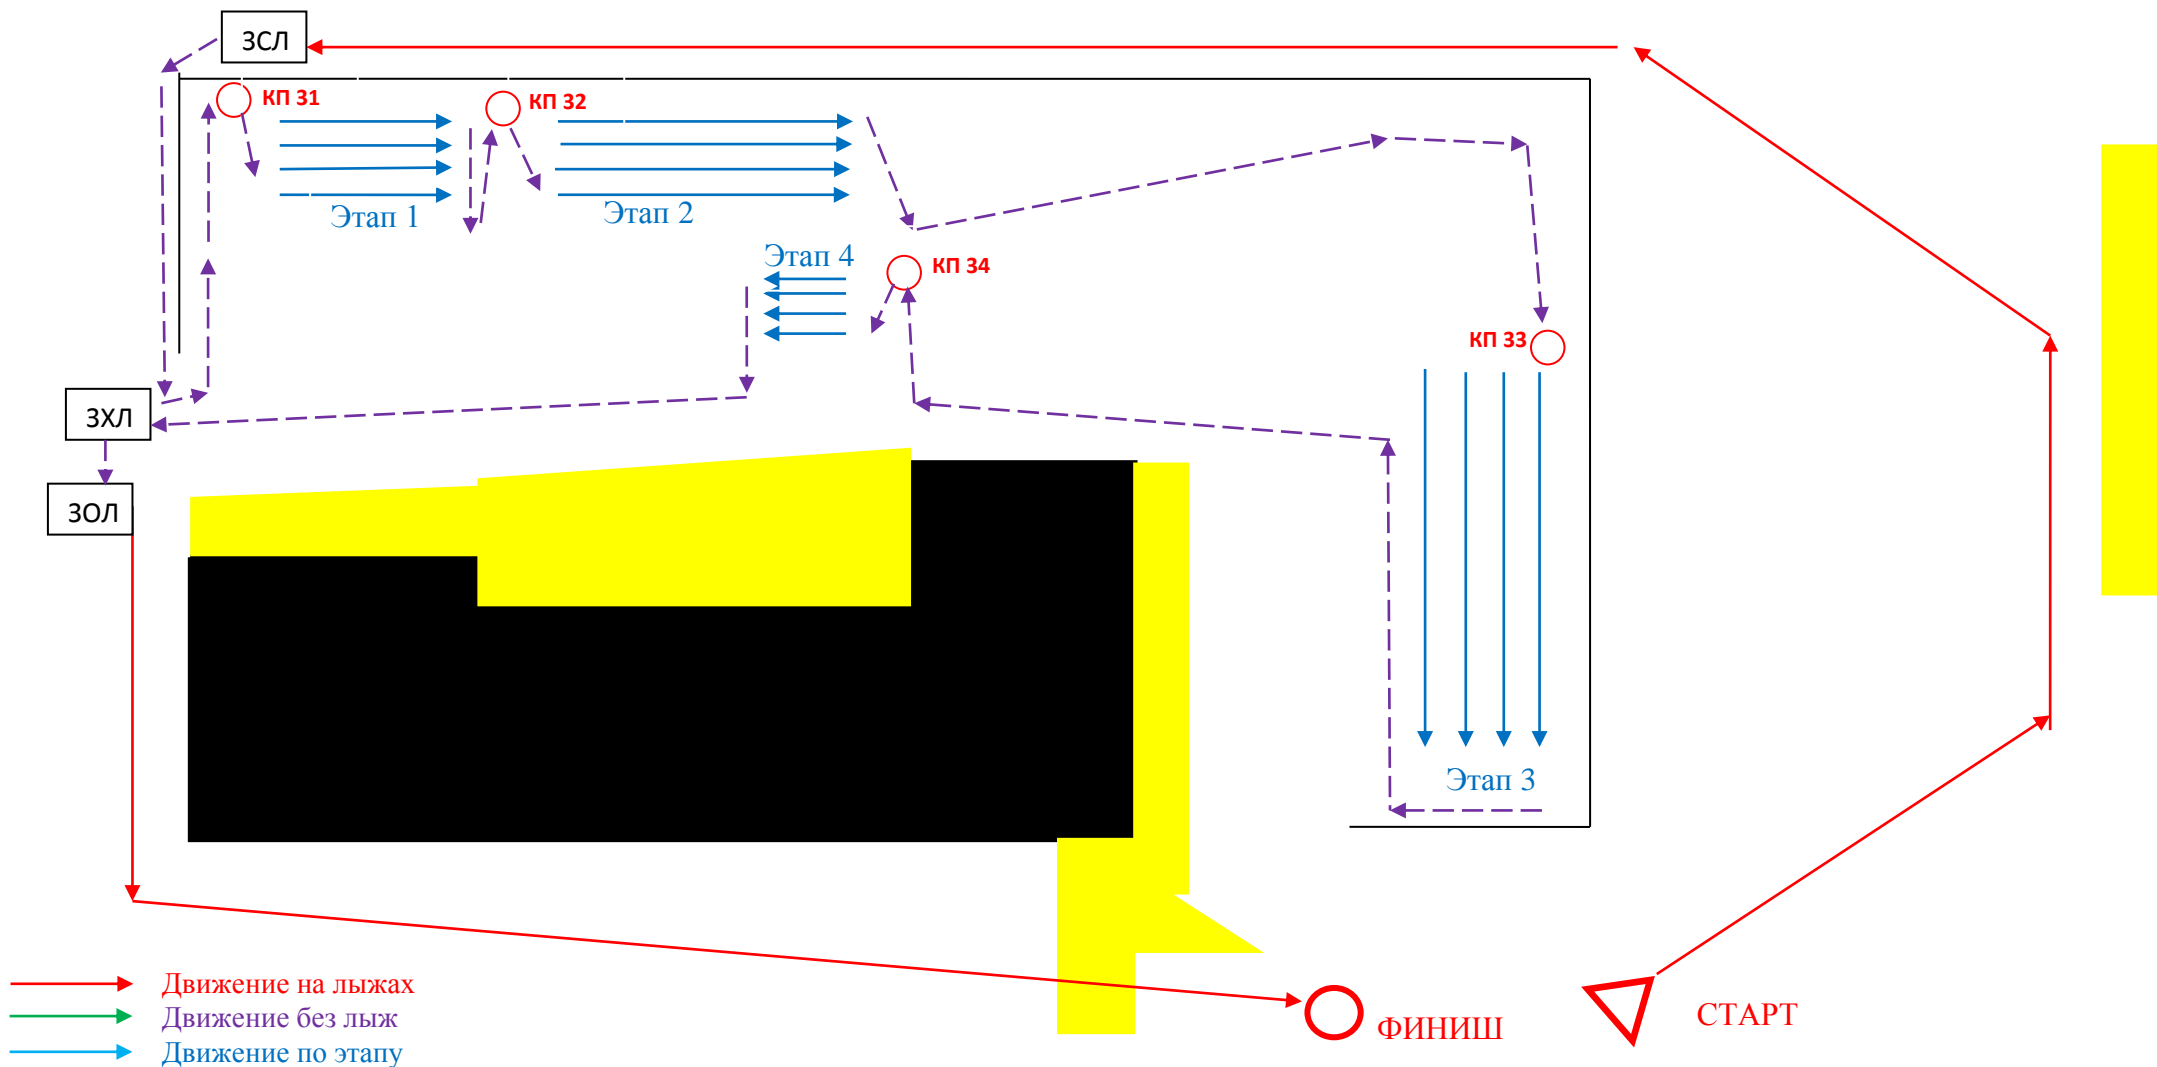 ЗСЛ
КП 31
КП 32
Этап 1
Этап 2
Этап 4
КП 34
КП 33
ЗХЛ
ЗОЛ
Этап 3
Движение на лыжах
Движение без лыж
Движение по этапу
ФИНИШ
СТАРТ